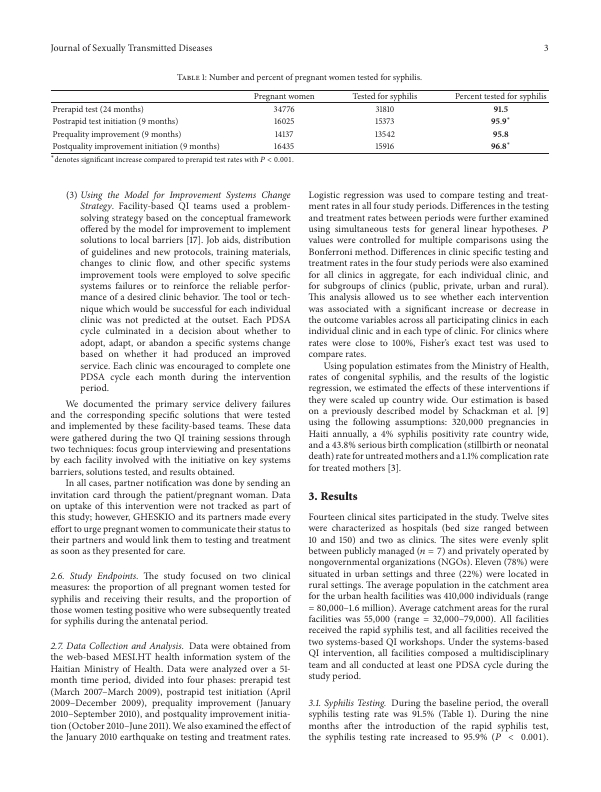 Journal of Sexually Transmitted Diseases 3
Table 1: Number and percent of pregnant women tested for syphilis.
Pregnant women Tested for syphilis Percent tested for syphilis
Prerapid test (24 months) 34776 31810 91.5
Postrapid test initiation (9 months) 16025 15373 95.9*
Prequality improvement (9 months) 14137 13542 95.8
Postquality improvement initiation (9 months) 16435 15916 96.8*
*denotes significant increase compared to prerapid test rates with P < 0.001.
(3) Using the Model for Improvement Systems Change
Strategy. Facility-based QI teams used a problem-
solving strategy based on the conceptual framework
offered by the model for improvement to implement
solutions to local barriers [17]. Job aids, distribution
of guidelines and new protocols, training materials,
changes to clinic flow, and other specific systems
improvement tools were employed to solve specific
systems failures or to reinforce the reliable perfor-
mance of a desired clinic behavior. The tool or tech-
nique which would be successful for each individual
clinic was not predicted at the outset. Each PDSA
cycle culminated in a decision about whether to
adopt, adapt, or abandon a specific systems change
based on whether it had produced an improved
service. Each clinic was encouraged to complete one
PDSA cycle each month during the intervention
period.
We documented the primary service delivery failures
and the corresponding specific solutions that were tested
and implemented by these facility-based teams. These data
were gathered during the two QI training sessions through
two techniques: focus group interviewing and presentations
by each facility involved with the initiative on key systems
barriers, solutions tested, and results obtained.
In all cases, partner notification was done by sending an
invitation card through the patient/pregnant woman. Data
on uptake of this intervention were not tracked as part of
this study; however, GHESKIO and its partners made every
effort to urge pregnant women to communicate their status to
their partners and would link them to testing and treatment
as soon as they presented for care.
2.6. Study Endpoints. The study focused on two clinical
measures: the proportion of all pregnant women tested for
syphilis and receiving their results, and the proportion of
those women testing positive who were subsequently treated
for syphilis during the antenatal period.
2.7. Data Collection and Analysis. Data were obtained from
the web-based MESI.HT health information system of the
Haitian Ministry of Health. Data were analyzed over a 51-
month time period, divided into four phases: prerapid test
(March 2007–March 2009), postrapid test initiation (April
2009–December 2009), prequality improvement (January
2010–September 2010), and postquality improvement initia-
tion (October 2010–June 2011). We also examined the effect of
the January 2010 earthquake on testing and treatment rates.
Logistic regression was used to compare testing and treat-
ment rates in all four study periods. Differences in the testing
and treatment rates between periods were further examined
using simultaneous tests for general linear hypotheses. P
values were controlled for multiple comparisons using the
Bonferroni method. Differences in clinic specific testing and
treatment rates in the four study periods were also examined
for all clinics in aggregate, for each individual clinic, and
for subgroups of clinics (public, private, urban and rural).
This analysis allowed us to see whether each intervention
was associated with a significant increase or decrease in
the outcome variables across all participating clinics in each
individual clinic and in each type of clinic. For clinics where
rates were close to 100%, Fisher's exact test was used to
compare rates.
Using population estimates from the Ministry of Health,
rates of congenital syphilis, and the results of the logistic
regression, we estimated the effects of these interventions if
they were scaled up country wide. Our estimation is based
on a previously described model by Schackman et al. [9]
using the following assumptions: 320,000 pregnancies in
Haiti annually, a 4% syphilis positivity rate country wide,
and a 43.8% serious birth complication (stillbirth or neonatal
death) rate for untreated mothers and a 1.1% complication rate
for treated mothers [3].
3. Results
Fourteen clinical sites participated in the study. Twelve sites
were characterized as hospitals (bed size ranged between
10 and 150) and two as clinics. The sites were evenly split
between publicly managed (n = 7) and privately operated by
nongovernmental organizations (NGOs). Eleven (78%) were
situated in urban settings and three (22%) were located in
rural settings. The average population in the catchment area
for the urban health facilities was 410,000 individuals (range
= 80,000–1.6 million). Average catchment areas for the rural
facilities was 55,000 (range = 32,000–79,000). All facilities
received the rapid syphilis test, and all facilities received the
two systems-based QI workshops. Under the systems-based
QI intervention, all facilities composed a multidisciplinary
team and all conducted at least one PDSA cycle during the
study period.
3.1. Syphilis Testing. During the baseline period, the overall
syphilis testing rate was 91.5% (Table 1). During the nine
months after the introduction of the rapid syphilis test,
the syphilis testing rate increased to 95.9% (P < 0.001).